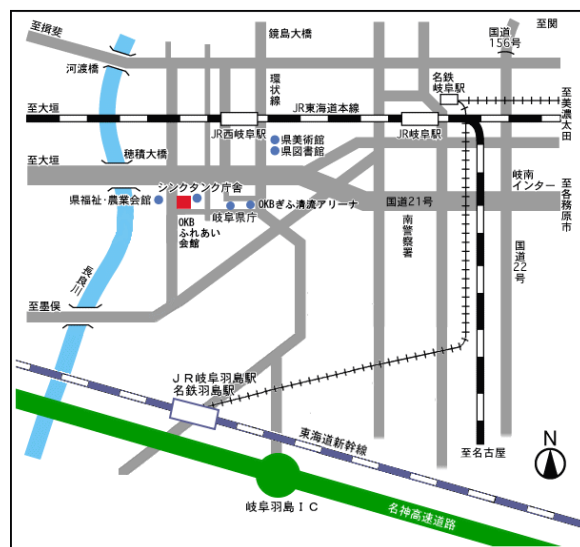 至揖斐
鏡島大橋
国道
156号
至関
河渡橋
環状線
名鉄
岐阜駅
至美濃太田
至大垣
JR東海道本線
JR西岐阜駅
JR岐阜駅
県美術館
県図書館
穂積大橋
至大垣
岐南
インター
至各務原市
シンクタンク庁舎
県福祉・農業会館
OKBぎふ清流アリーナ
国道21号
岐阜県庁
OKB
ふれあい
会館
南警察署
国道22号
長良川
至墨俣
ＪＲ岐阜羽島駅
名鉄羽島駅
東海道新幹線
至名古屋
N
岐阜羽島ＩＣ
名神高速道路